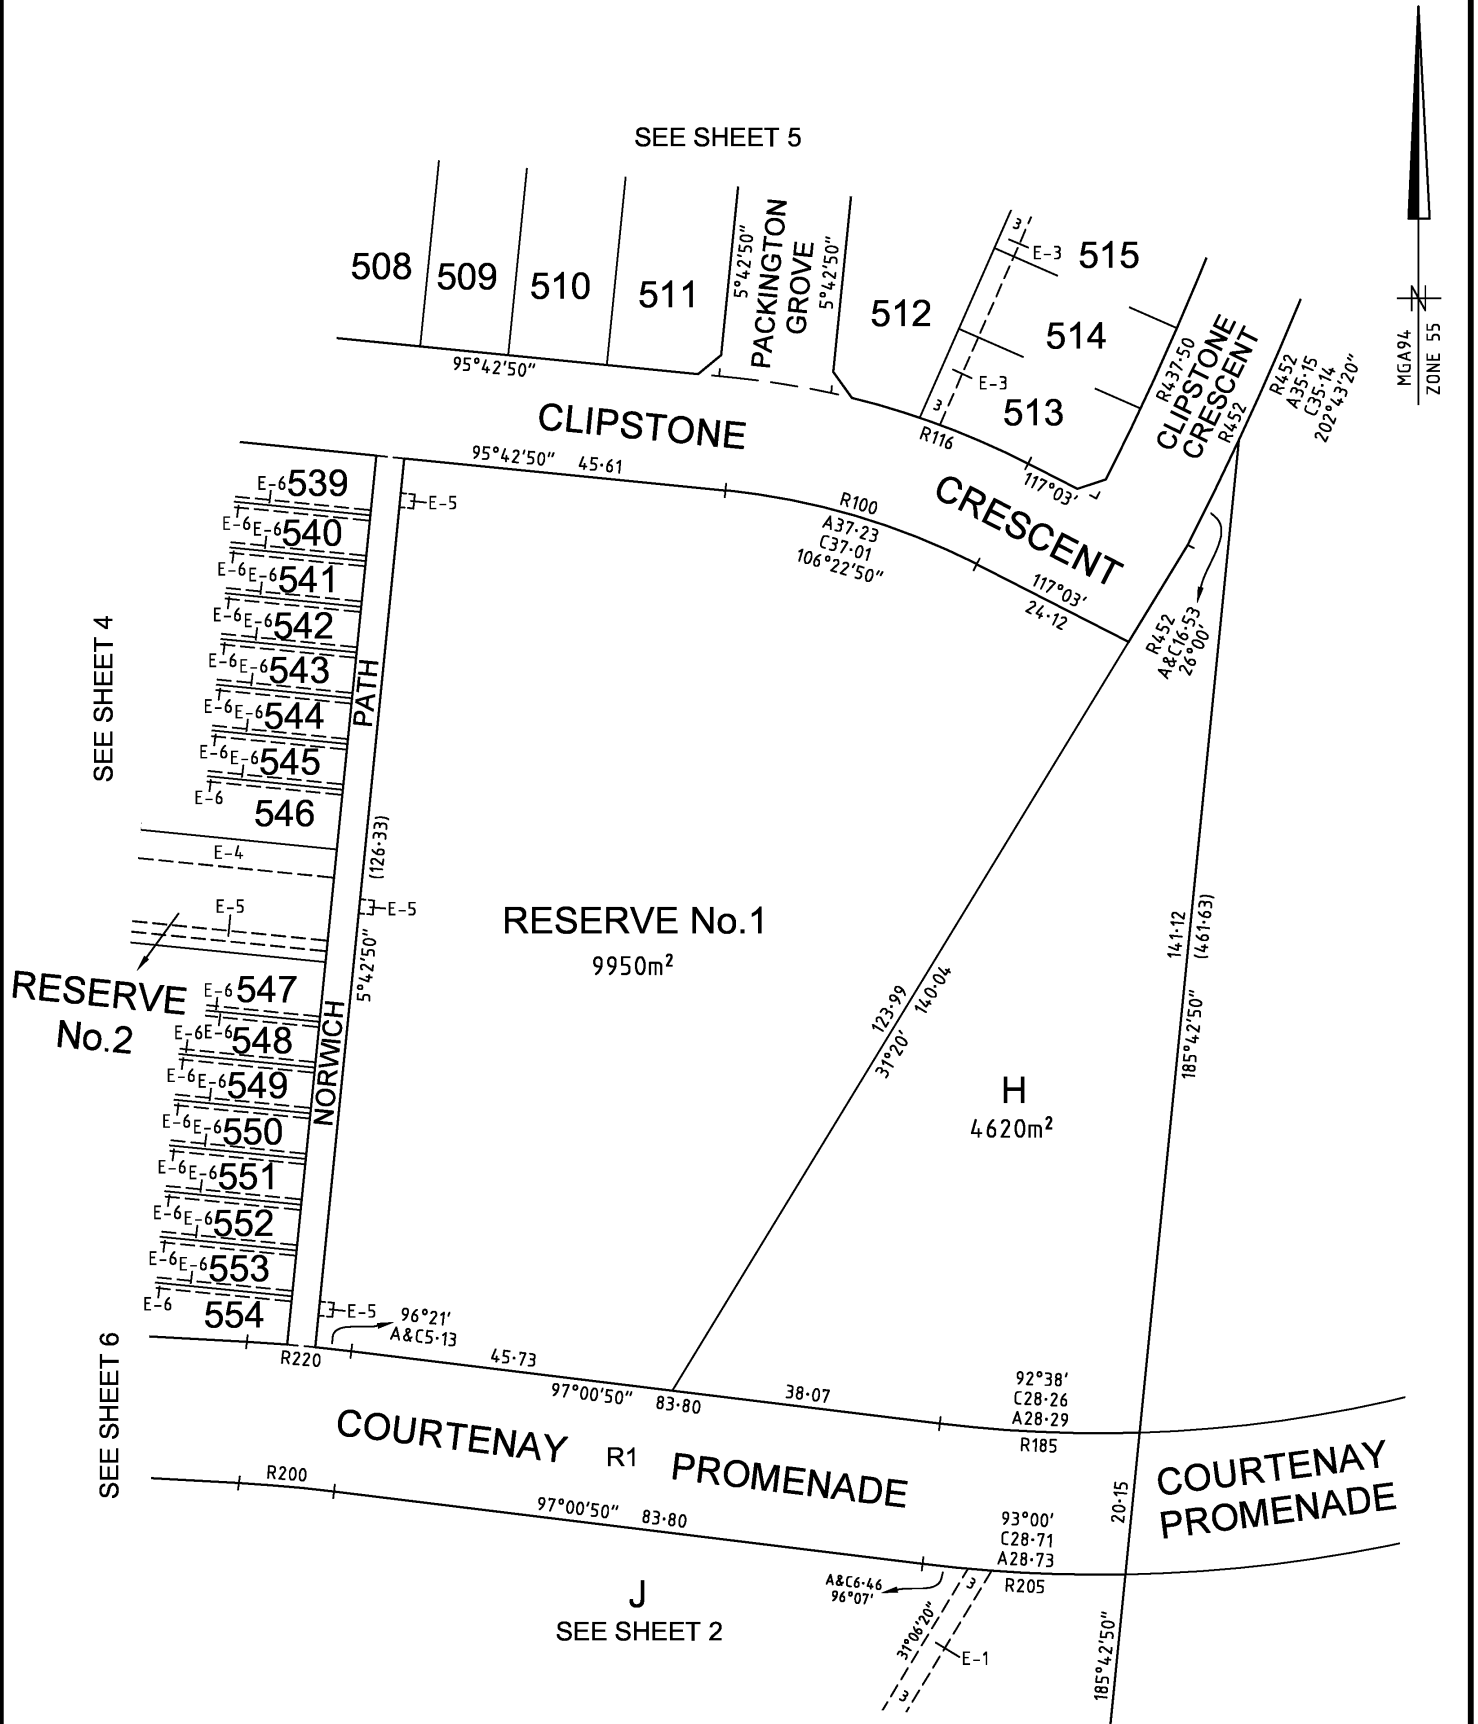 SEE SHEET 5
508
509
510
511
5°42'50"
PACKINGTON
GROVE
5°42'50"
512
3
E-3
515
514
E-3
3
513
R437·50
CLIPSTONE
CRESCENT
R452
R452
A35·15
C35·14
202°43'20"
MGA94
ZONE 55
N
95°42'50"
CLIPSTONE
R116
117°03'
95°42'50" 45·61
CRESCENT
R100
A37·23
C37·01
106°22'50"
117°03'
24·12
R452
A&C16·53
26°00'
E-6
539
E-5
E-6
E-6
540
E-6
E-6
541
E-6
E-6
542
E-6
E-6
543
E-6
E-6
544
E-6
E-6
545
E-6
546
SEE SHEET 4
PATH
(126·33)
E-4
E-5
E-5
5°42'50"
RESERVE No.1
9950m²
RESERVE
No.2
141·12
(461·63)
185°42'50"
123·99
140·04
31°20'
H
4620m²
E-6
547
E-6
E-6
548
E-6
E-6
549
E-6
E-6
550
E-6
E-6
551
E-6
E-6
552
E-6
E-6
553
E-6
554
NORWICH
E-5
96°21'
A&C5·13
R220
45·73
97°00'50" 83·80
38·07
92°38'
C28·26
A28·29
R185
SEE SHEET 6
COURTENAY R1 PROMENADE
COURTENAY
PROMENADE
20·15
R200
97°00'50" 83·80
93°00'
C28·71
A28·73
R205
A&C6·46
96°07'
3
J
SEE SHEET 2
31°06'20"
E-1
3
185°42'50"